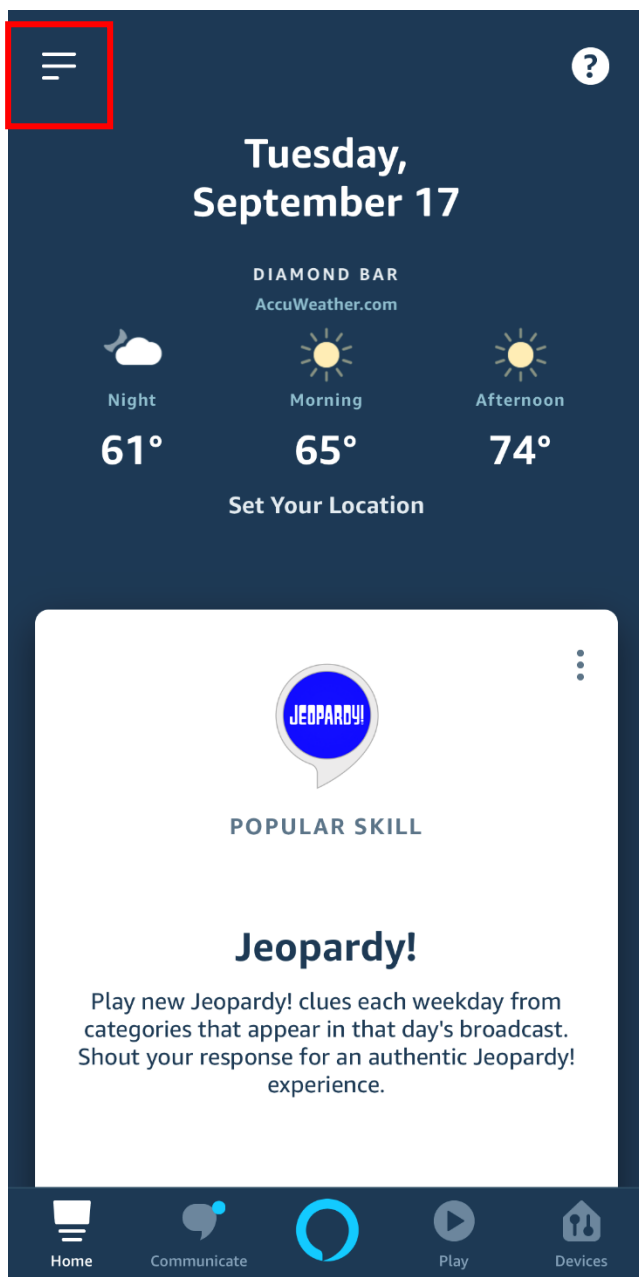 ?
Tuesday,
September 17
DIAMOND BAR
AccuWeather.com
Night Morning Afternoon
61° 65° 74°
Set Your Location
JEOPARDY!
POPULAR SKILL
Jeopardy!
Play new Jeopardy! clues each weekday from
categories that appear in that day's broadcast.
Shout your response for an authentic Jeopardy!
experience.
Home Communicate Play Devices